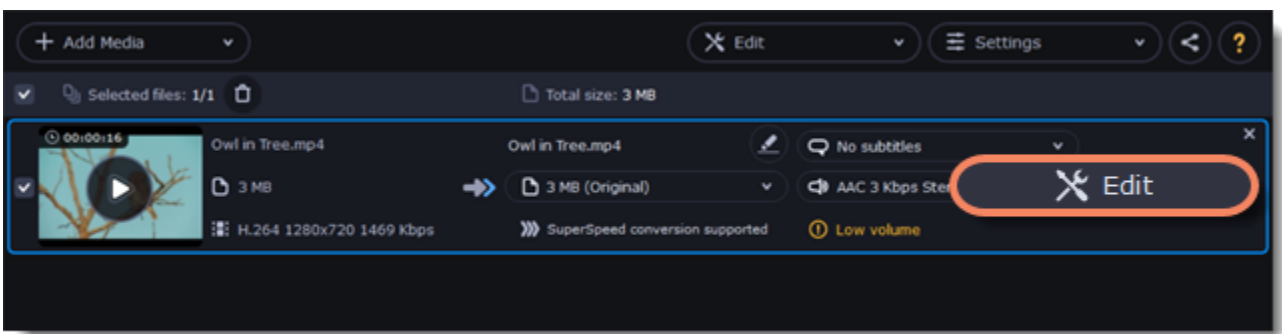 + Add Media
Edit
Settings
?
Selected files: 1/1
Total size: 3 MB
00:00:16
Owl in Tree.mp4
Owl in Tree.mp4
No subtitles
3 MB
3 MB (Original)
AAC 3 Kbps Ster
Edit
H.264 1280x720 1469 Kbps
SuperSpeed conversion supported
Low volume